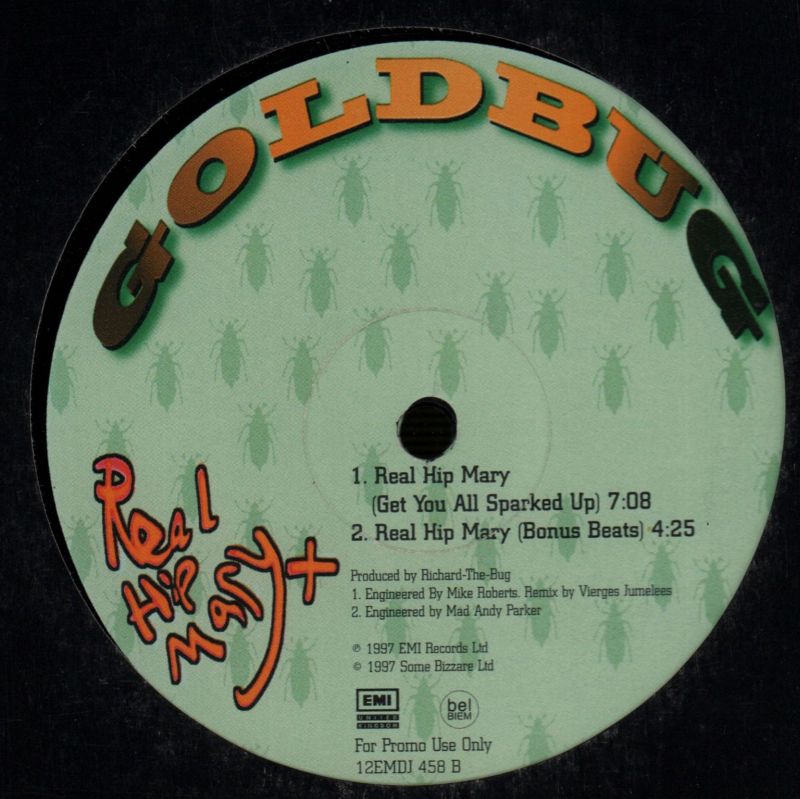 GOLDBUG
Real
Hip
Mary +
1. Real Hip Mary
(Get You All Sparked Up) 7:08
2. Real Hip Mary (Bonus Beats) 4:25
Produced by Richard-The-Bug
1. Engineered By Mike Roberts. Remix by Vierges Jumelees
2. Engineered by Mad Andy Parker
℗ 1997 EMI Records Ltd
© 1997 Some Bizzare Ltd
EMI
UNITED
KINGDOM
bel
BIEM
For Promo Use Only
12EMDJ 458 B